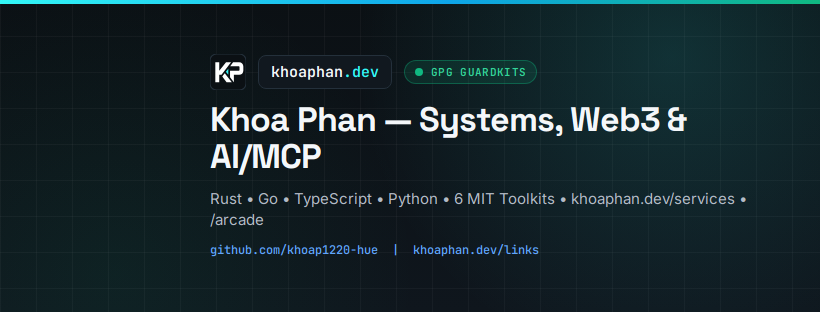 KP khoaphan.dev GPG GUARDKITS
Khoa Phan — Systems, Web3 &
AI/MCP
Rust • Go • TypeScript • Python • 6 MIT Toolkits • khoaphan.dev/services •
/arcade
github.com/khoap1220-hue | khoaphan.dev/links